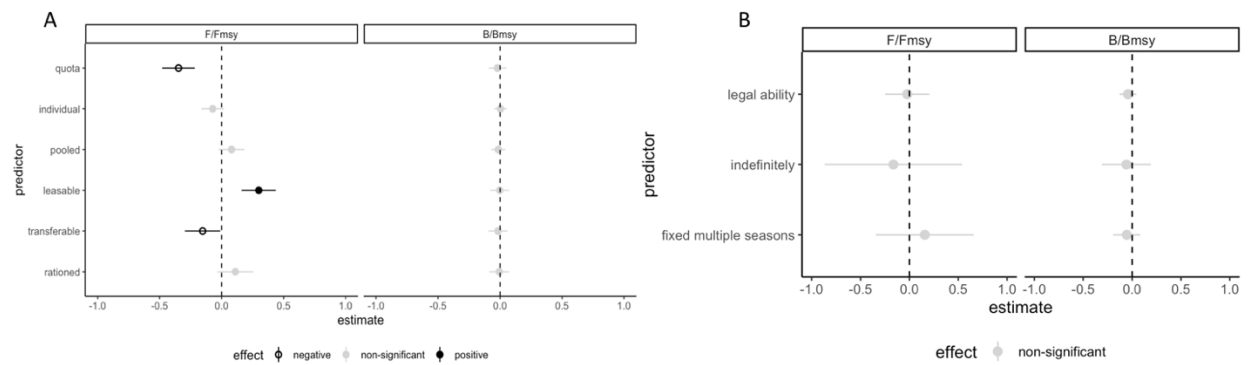 A
F/Fmsy
B/Bmsy
predictor
quota
individual
pooled
leasable
transferable
rationed
-1.0 -0.5 0.0 0.5 1.0 -1.0 -0.5 0.0 0.5 1.0
estimate
effect negative non-significant positive
B
F/Fmsy
B/Bmsy
predictor
legal ability
indefinitely
fixed multiple seasons
-1.0 -0.5 0.0 0.5 1.0 -1.0 -0.5 0.0 0.5 1.0
estimate
effect non-significant